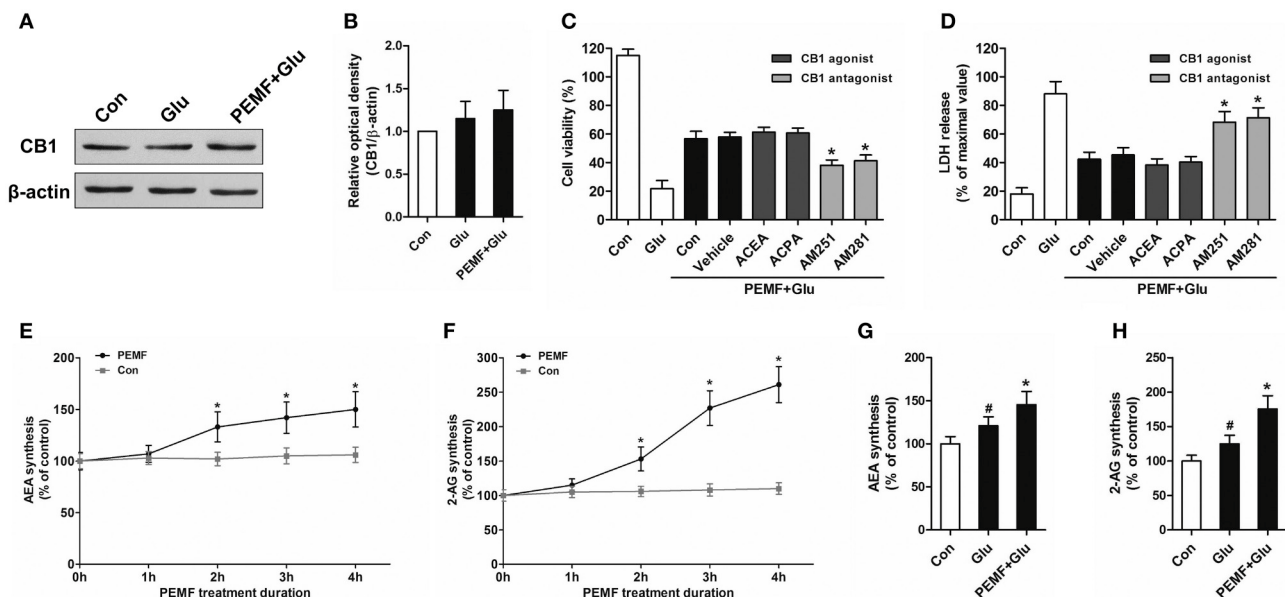 A
Con
Glu
PEMF+Glu
CB1
β-actin
B
Relative optical density
(CB1/β-actin)
2.0
1.5
1.0
0.5
0.0
Con
Glu
PEMF+Glu
C
Cell viability (%)
120
100
80
60
40
20
0
CB1 agonist
CB1 antagonist
*
*
Con
Glu
Con
Vehicle
ACEA
ACPA
AM251
AM281
PEMF+Glu
D
LDH release
(% of maximal value)
120
100
80
60
40
20
0
CB1 agonist
CB1 antagonist
*
*
Con
Glu
Con
Vehicle
ACEA
ACPA
AM251
AM281
PEMF+Glu
E
AEA synthesis
(% of control)
200
150
100
50
0
PEMF
Con
*
*
*
0h
1h
2h
3h
4h
PEMF treatment duration
F
2-AG synthesis
(% of control)
300
250
200
150
100
50
0
PEMF
Con
*
*
*
0h
1h
2h
3h
4h
PEMF treatment duration
G
AEA synthesis
(% of control)
200
150
100
50
0
#
*
Con
Glu
PEMF+Glu
H
2-AG synthesis
(% of control)
250
200
150
100
50
0
#
*
Con
Glu
PEMF+Glu